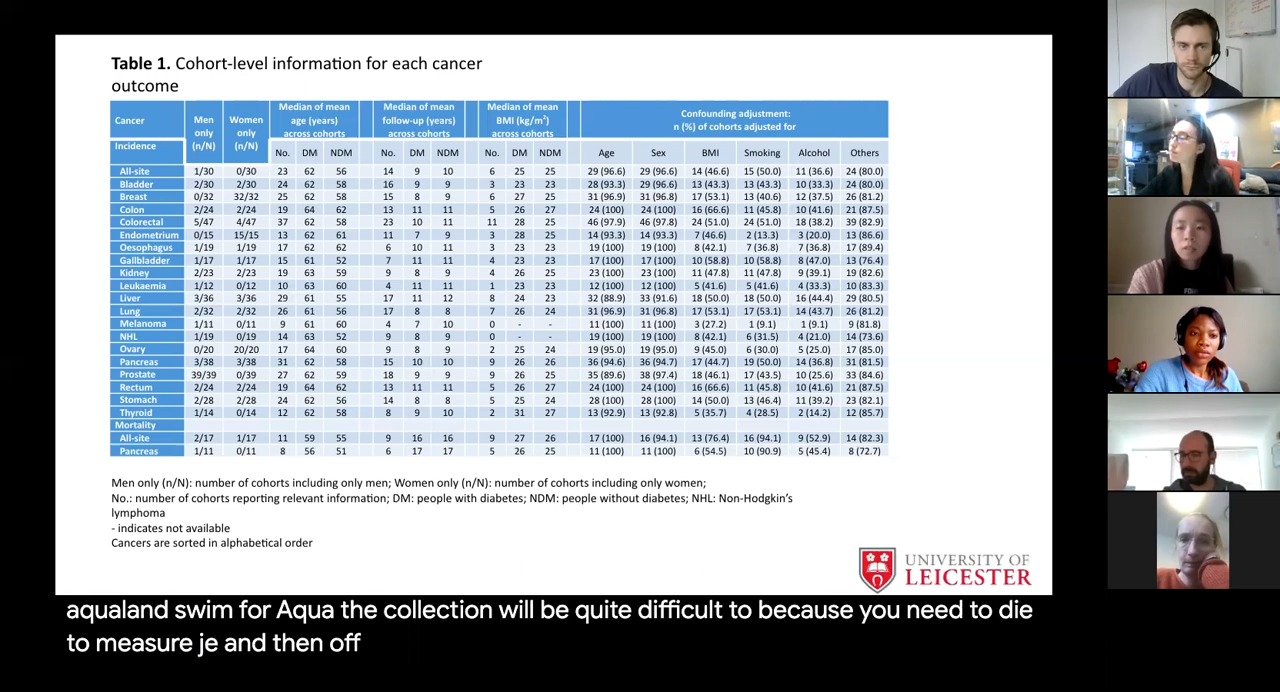 Table 1. Cohort-level information for each cancer
outcome
Cancer Men only (n/N) Women only (n/N) Median of mean age (years) across cohorts Median of mean follow-up (years) across cohorts Median of mean BMI (kg/m²) across cohorts Confounding adjustment: n (%) of cohorts adjusted for
Incidence No. DM NDM No. DM NDM No. DM NDM Age Sex BMI Smoking Alcohol Others
All-site 1/30 0/30 23 62 56 14 9 10 6 25 25 29 (96.6) 29 (96.6) 14 (46.6) 15 (50.0) 11 (36.6) 24 (80.0)
Bladder 2/30 2/30 24 62 58 16 9 9 3 23 23 28 (93.3) 29 (96.6) 13 (43.3) 13 (43.3) 10 (33.3) 24 (80.0)
Breast 0/32 32/32 22 62 58 15 8 9 6 27 25 31 (96.9) 31 (96.8) 17 (53.1) 13 (40.6) 12 (37.5) 26 (81.2)
Colon 2/24 2/24 19 64 62 13 11 11 5 26 27 24 (100) 24 (100) 16 (66.6) 11 (45.8) 10 (41.6) 21 (87.5)
Colorectal 5/47 4/47 37 62 58 23 10 11 11 28 25 46 (97.9) 46 (97.8) 24 (51.0) 24 (51.0) 18 (38.2) 39 (82.9)
Endometrium 0/15 15/15 13 62 61 11 7 9 3 28 25 14 (93.3) 14 (93.3) 7 (46.6) 2 (13.3) 3 (20.0) 13 (86.6)
Oesophagus 1/19 1/19 17 62 62 6 10 11 3 23 23 19 (100) 19 (100) 8 (42.1) 7 (36.8) 7 (36.8) 17 (89.4)
Gallbladder 1/17 1/17 15 61 52 7 11 11 4 23 23 17 (100) 17 (100) 10 (58.8) 10 (58.8) 8 (47.0) 13 (76.4)
Kidney 2/23 2/23 19 63 59 9 8 9 4 26 25 23 (100) 23 (100) 11 (47.8) 11 (47.8) 9 (39.1) 19 (82.6)
Leukaemia 1/12 0/12 10 63 60 4 11 11 1 23 23 12 (100) 12 (100) 5 (41.6) 5 (41.6) 4 (33.3) 10 (83.3)
Liver 3/36 3/36 29 61 55 17 11 12 8 24 23 32 (88.9) 33 (91.6) 18 (50.0) 18 (50.0) 16 (44.4) 29 (80.5)
Lung 2/32 2/32 26 61 56 17 8 8 7 26 24 31 (96.9) 31 (96.8) 17 (53.1) 17 (53.1) 14 (43.7) 26 (81.2)
Melanoma 1/11 0/11 9 61 60 4 7 10 0 - - 11 (100) 11 (100) 3 (27.2) 1 (9.1) 1 (9.1) 9 (81.8)
NHL 1/19 0/19 14 63 52 9 8 9 0 - - 19 (100) 19 (100) 8 (42.1) 6 (31.5) 4 (21.0) 14 (73.6)
Ovary 0/20 20/20 17 64 60 9 8 9 2 25 24 19 (95.0) 19 (95.0) 9 (45.0) 6 (30.0) 5 (25.0) 17 (85.0)
Pancreas 3/38 3/38 31 62 58 15 10 10 9 26 26 36 (94.6) 36 (94.7) 17 (44.7) 19 (50.0) 14 (36.8) 31 (81.5)
Prostate 39/39 0/39 27 62 59 18 9 9 9 26 25 35 (89.6) 38 (97.4) 18 (46.1) 17 (43.5) 10 (25.6) 33 (84.6)
Rectum 2/24 2/24 19 64 62 13 11 11 5 26 27 24 (100) 24 (100) 16 (66.6) 11 (45.8) 10 (41.6) 21 (87.5)
Stomach 2/28 2/28 24 62 56 14 8 8 5 25 24 28 (100) 28 (100) 14 (50.0) 13 (46.4) 11 (39.2) 23 (82.1)
Thyroid 1/14 0/14 12 62 58 8 9 10 2 31 27 13 (92.9) 13 (92.8) 5 (35.7) 4 (28.5) 2 (14.2) 12 (85.7)
Mortality
All-site 2/17 1/17 11 59 55 9 16 16 9 27 26 17 (100) 16 (94.1) 13 (76.4) 16 (94.1) 9 (52.9) 14 (82.3)
Pancreas 1/11 0/11 8 56 51 6 17 17 5 26 25 11 (100) 11 (100) 6 (54.5) 10 (90.9) 5 (45.4) 8 (72.7)
Men only (n/N): number of cohorts including only men; Women only (n/N): number of cohorts including only women;
No.: number of cohorts reporting relevant information; DM: people with diabetes; NDM: people without diabetes; NHL: Non-Hodgkin's
lymphoma
- indicates not available
Cancers are sorted in alphabetical order
UNIVERSITY OF
LEICESTER
aqualand swim for Aqua the collection will be quite difficult to because you need to die
to measure je and then off